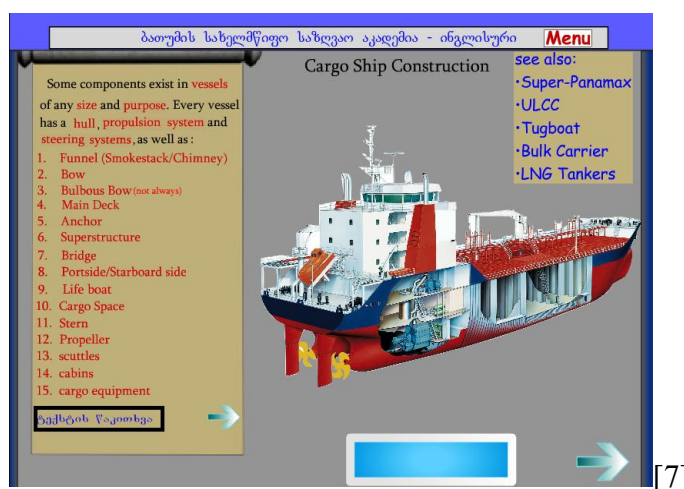 ბათუმის სახელმწიფო საზღვაო აკადემია - ინგლისური
Menu
Some components exist in vessels
of any size and purpose. Every vessel
has a hull, propulsion system and
steering systems, as well as :
1. Funnel (Smokestack/Chimney)
2. Bow
3. Bulbous Bow (not always)
4. Main Deck
5. Anchor
6. Superstructure
7. Bridge
8. Portside/Starboard side
9. Life boat
10. Cargo Space
11. Stern
12. Propeller
13. scuttles
14. cabins
15. cargo equipment
ტექსტის წაკითხვა
Cargo Ship Construction
see also:
·Super-Panamax
·ULCC
·Tugboat
·Bulk Carrier
·LNG Tankers
[7]